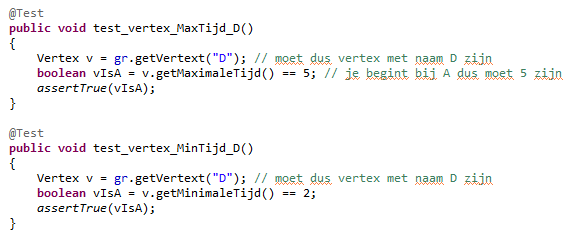 @Test
public void test_vertex_MaxTijd_D()
{
    Vertex v = gr.getVertext("D"); // moet dus vertex met naam D zijn
    boolean vIsA = v.getMaximaleTijd() == 5; // je begint bij A dus moet 5 zijn
    assertTrue(vIsA);
}
@Test
public void test_vertex_MinTijd_D()
{
    Vertex v = gr.getVertext("D"); // moet dus vertex met naam D zijn
    boolean vIsA = v.getMinimaleTijd() == 2;
    assertTrue(vIsA);
}